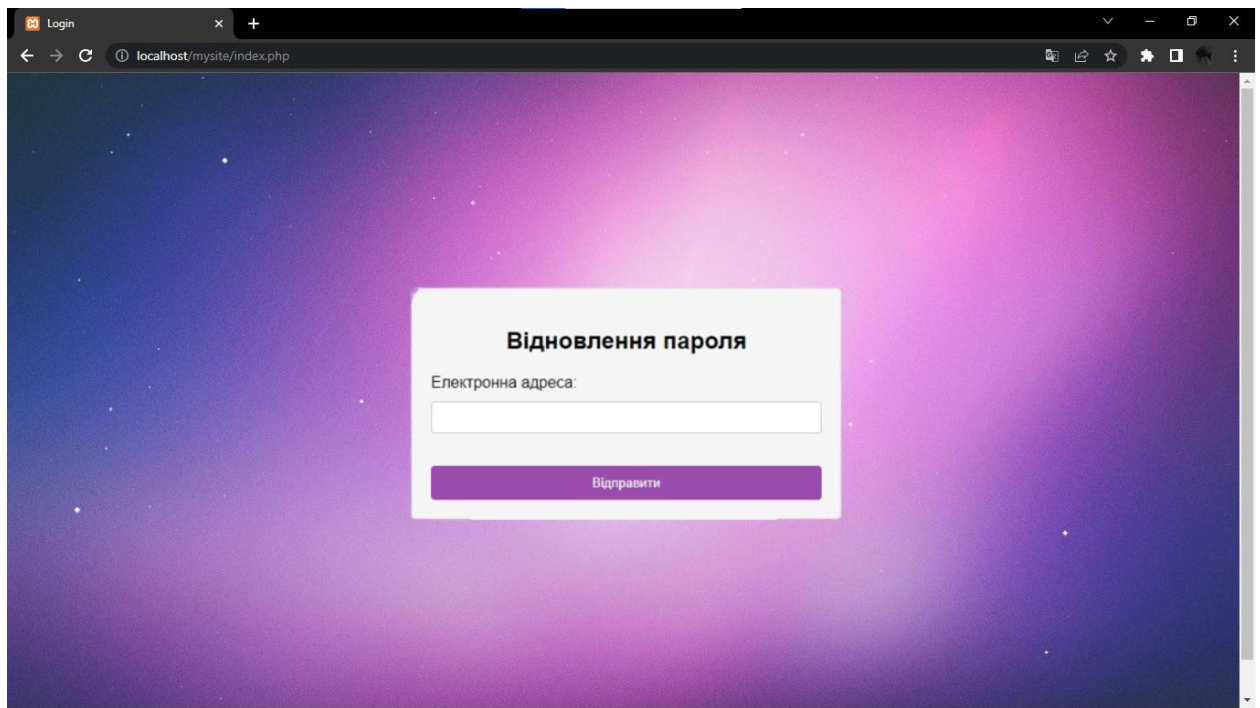 Login
localhost/mysite/index.php
Відновлення пароля
Електронна адреса:
Відправити